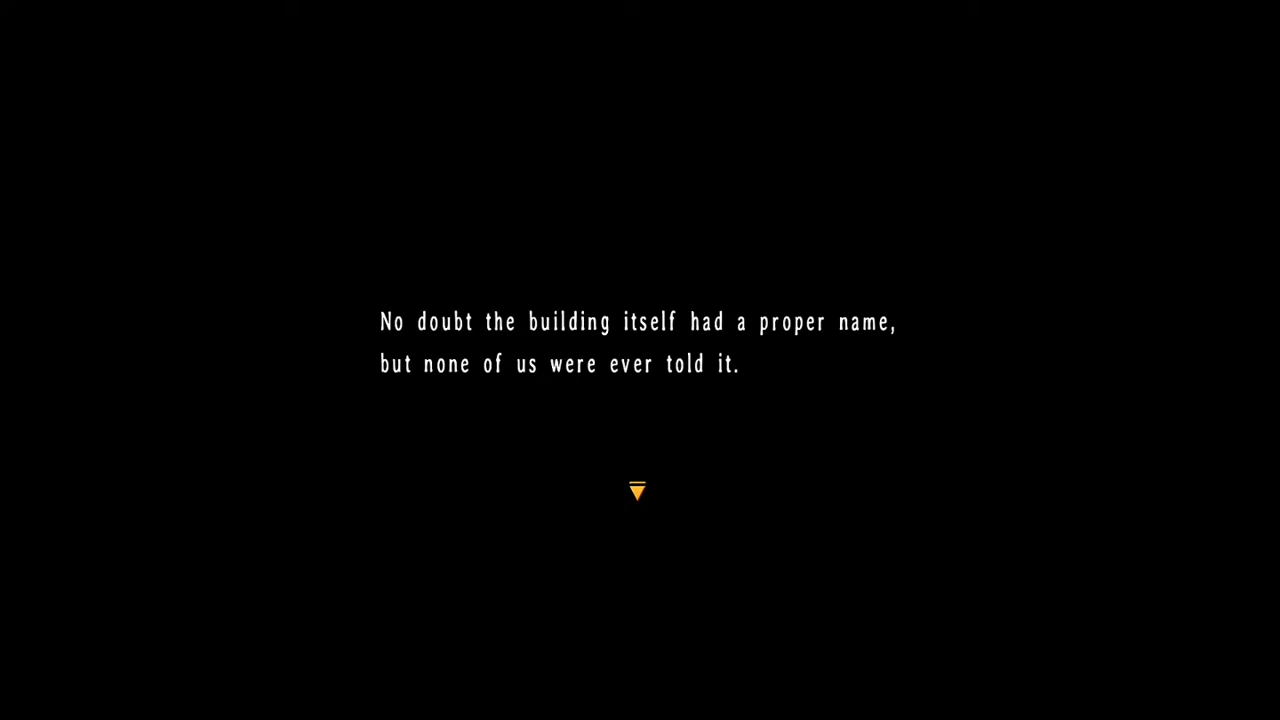 No doubt the building itself had a proper name,
but none of us were ever told it.